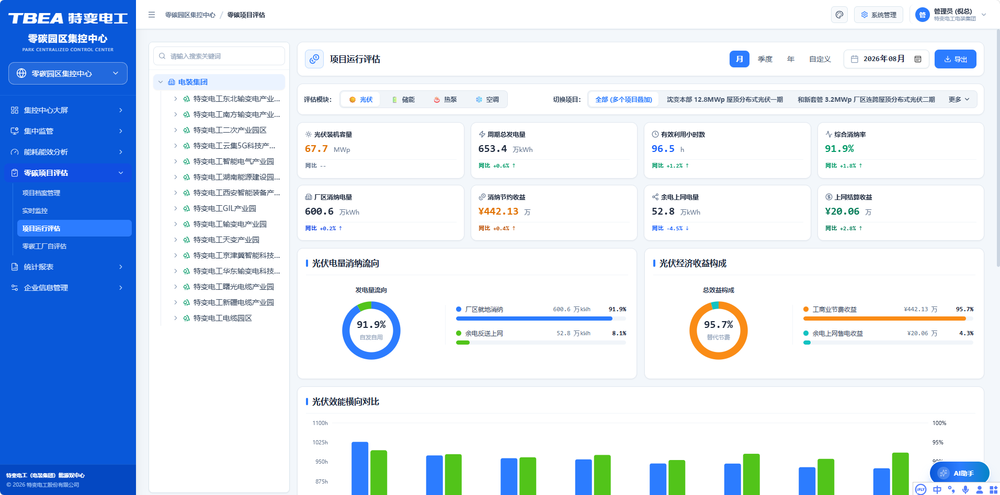 TBEA 特变电工
零碳园区集控中心
PARK CENTRALIZED CONTROL CENTER
零碳园区集控中心
集控中心大屏
集中监管
能耗能效分析
零碳项目评估
项目档案管理
实时监控
项目运行评估
零碳工厂自评估
统计报表
企业信息管理
特变电工（电装集团）能源双中心
© 2026 特变电工股份有限公司
零碳园区集控中心 / 零碳项目评估
系统管理
管
管理员 (倪总)
特变电工电装集团
请输入搜索关键词
电装集团
特变电工东北输变电产业...
特变电工南方输变电产业...
特变电工二次产业园区
特变电工云集5G科技产...
特变电工智能电气产业园
特变电工湖南能源建设园...
特变电工西安智能装备产...
特变电工GIL产业园
特变电工输变电产业园
特变电工天变产业园
特变电工京津冀智能科技...
特变电工华东输变电科技...
特变电工曙光电缆产业园
特变电工新疆电缆产业园
特变电工电缆园区
项目运行评估
月 季度 年 自定义 2026年08月 导出
评估模块： 光伏 储能 热泵 空调
切换项目： 全部 (多个项目叠加) 沈变本部 12.8MWp 屋顶分布式光伏一期 和新套管 3.2MWp 厂区连跨屋顶分布式光伏二期 更多
光伏装机容量
67.7 MWp
同比 --
周期总发电量
653.4 万kWh
同比 +0.6% ↑
有效利用小时数
96.5 h
同比 +1.2% ↑
综合消纳率
91.9%
同比 +1.8% ↑
厂区消纳电量
600.6 万kWh
同比 +0.2% ↑
消纳节约收益
¥442.13 万
同比 +0.4% ↑
余电上网电量
52.8 万kWh
同比 -4.5% ↓
上网结算收益
¥20.06 万
同比 +2.8% ↑
光伏电量消纳流向
发电量流向
91.9%
自发自用
厂区就地消纳 600.6 万kWh 91.9%
余电反送上网 52.8 万kWh 8.1%
光伏经济收益构成
总效益构成
95.7%
替代节费
工商业节费收益 ¥442.13 万 95.7%
余电上网售电收益 ¥20.06 万 4.3%
光伏效能横向对比
1100h
1025h
950h
875h
100%
95%
AI助手
iFLY 中